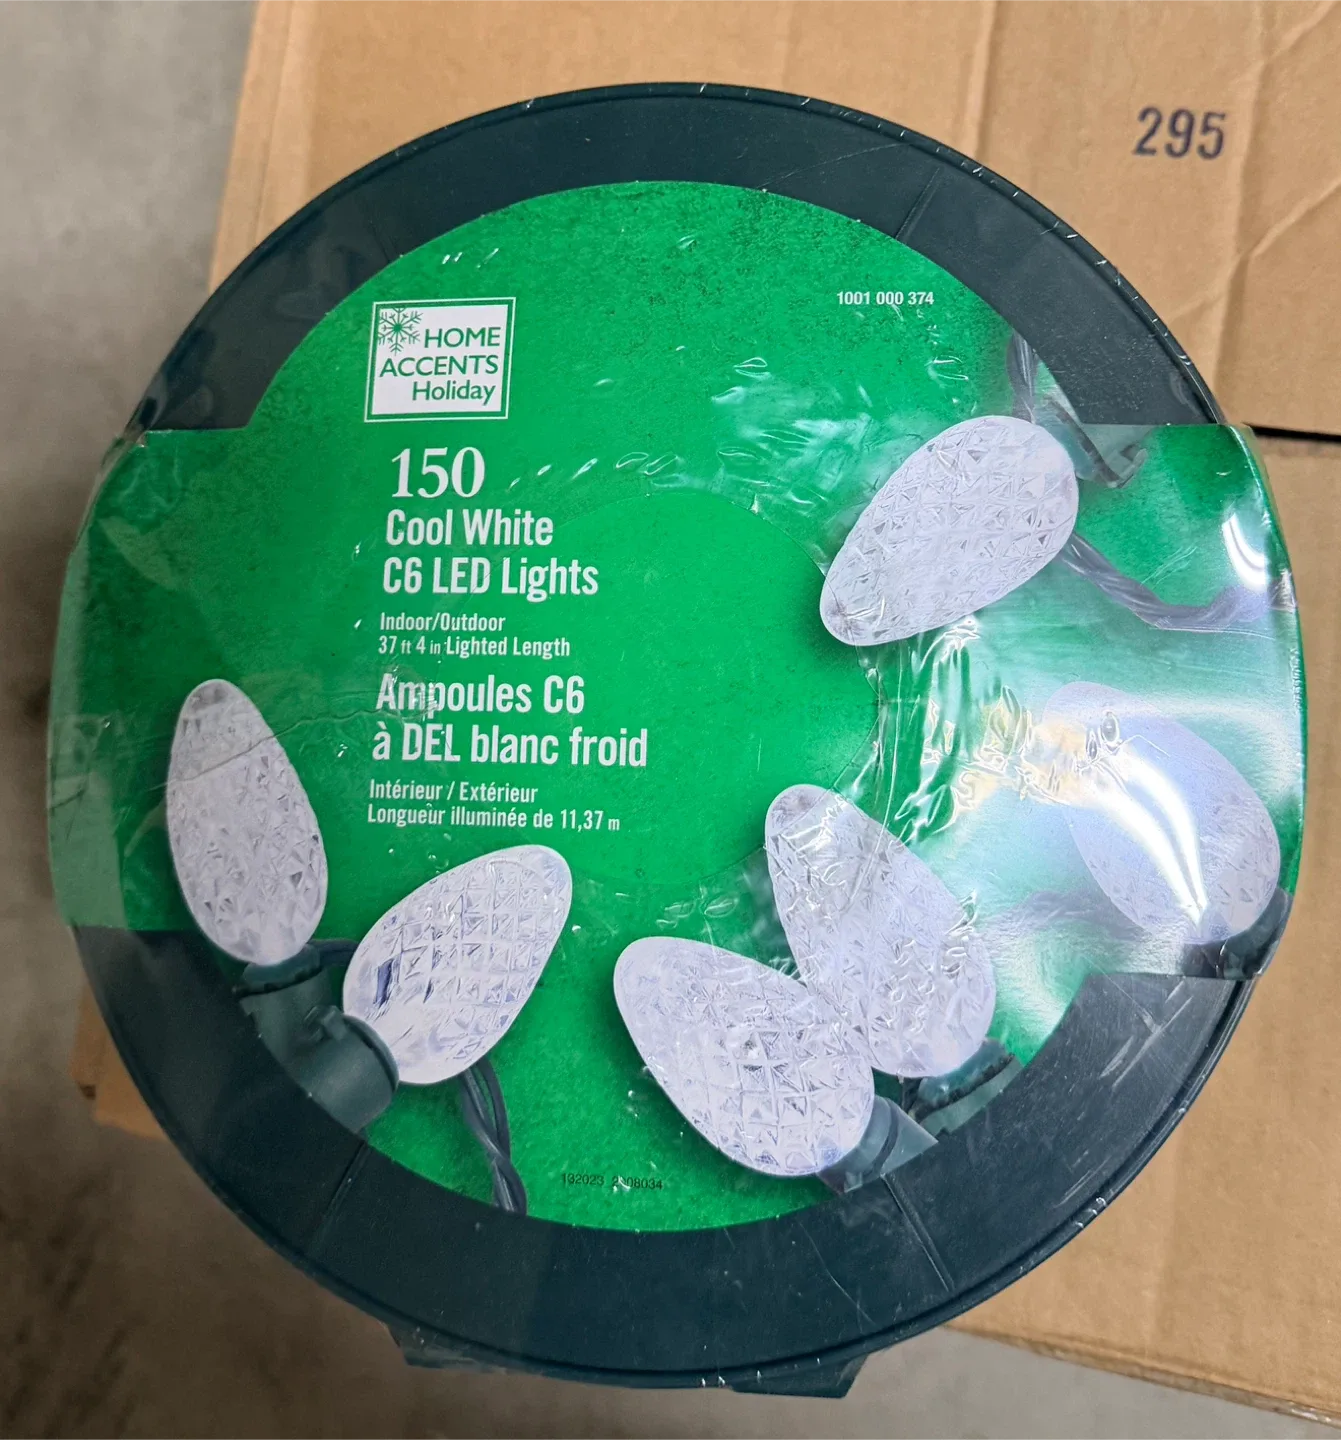 295
1001 000 374
HOME
ACCENTS
Holiday
150
Cool White
C6 LED Lights
Indoor/Outdoor
37 ft 4 in Lighted Length
Ampoules C6
à DEL blanc froid
Intérieur / Extérieur
Longueur illuminée de 11,37 m
132023